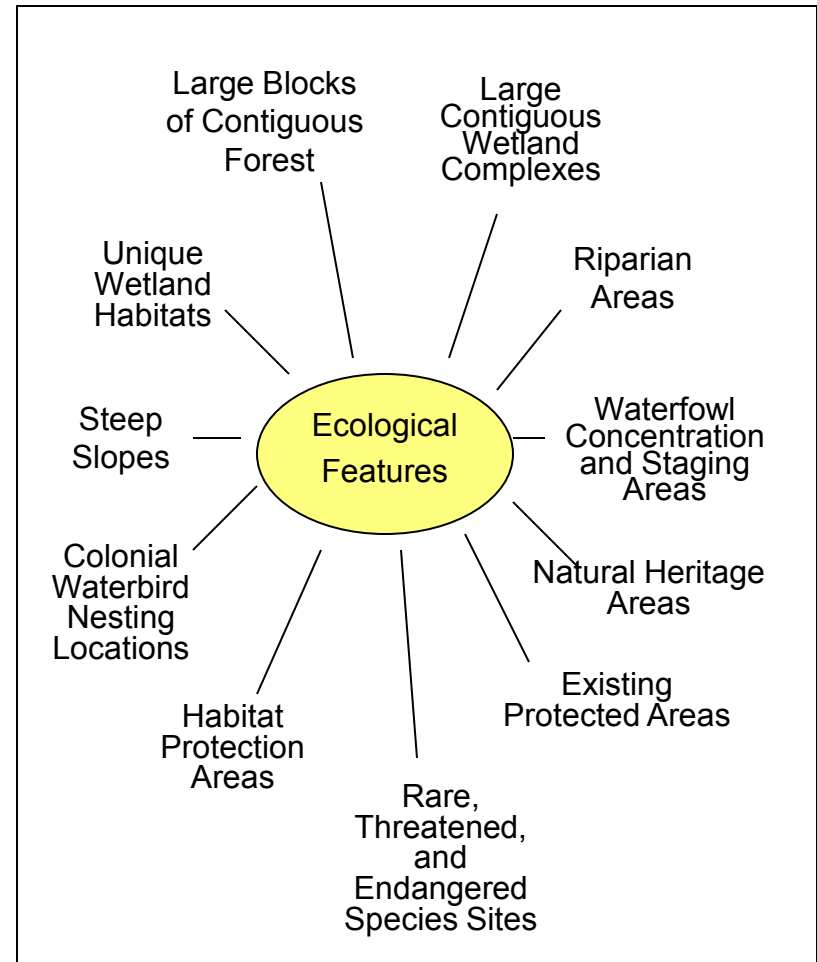 Large Blocks
of Contiguous
Forest
Large
Contiguous
Wetland
Complexes
Unique
Wetland
Habitats
Riparian
Areas
Steep
Slopes
Ecological
Features
Waterfowl
Concentration
and Staging
Areas
Colonial
Waterbird
Nesting
Locations
Natural Heritage
Areas
Habitat
Protection
Areas
Existing
Protected Areas
Rare,
Threatened,
and
Endangered
Species Sites